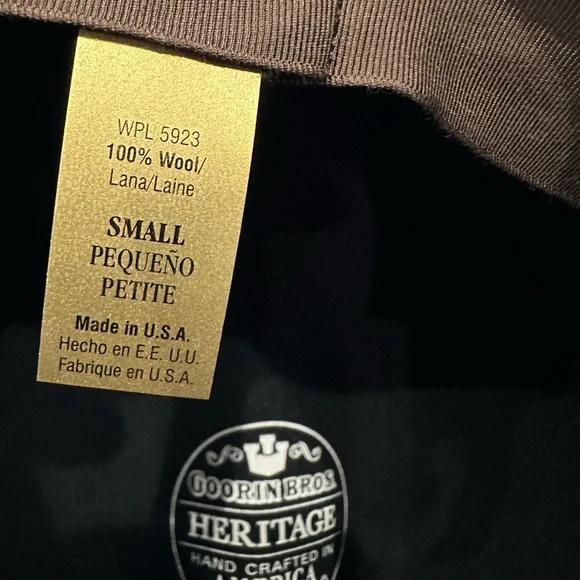 WPL 5923
100% Wool/
Lana/Laine
SMALL
PEQUEÑO
PETITE
Made in U.S.A.
Hecho en E.E. U.U.
Fabrique en U.S.A.
GOORIN BROS.
HERITAGE
HAND CRAFTED IN
AMERICA